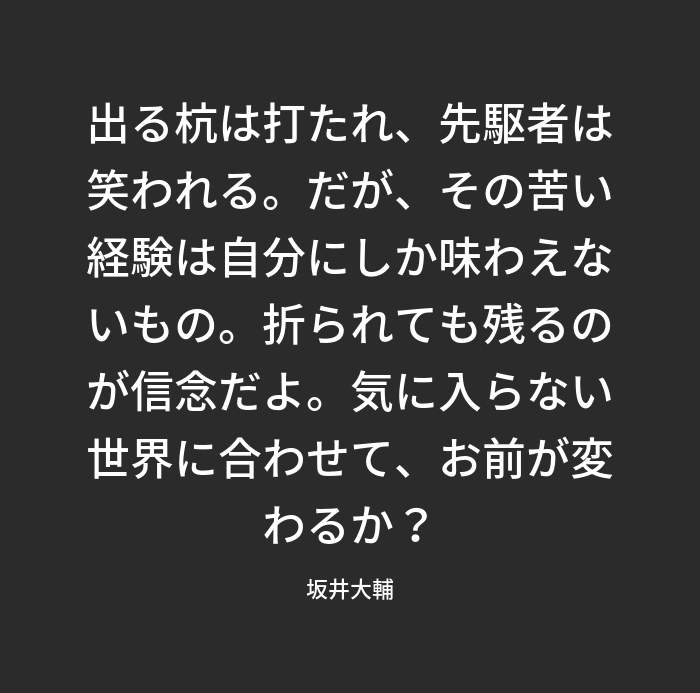 出る杭は打たれ、先駆者は
笑われる。だが、その苦い
経験は自分にしか味わえな
いもの。折られても残るの
が信念だよ。気に入らない
世界に合わせて、お前が変
わるか？
坂井大輔